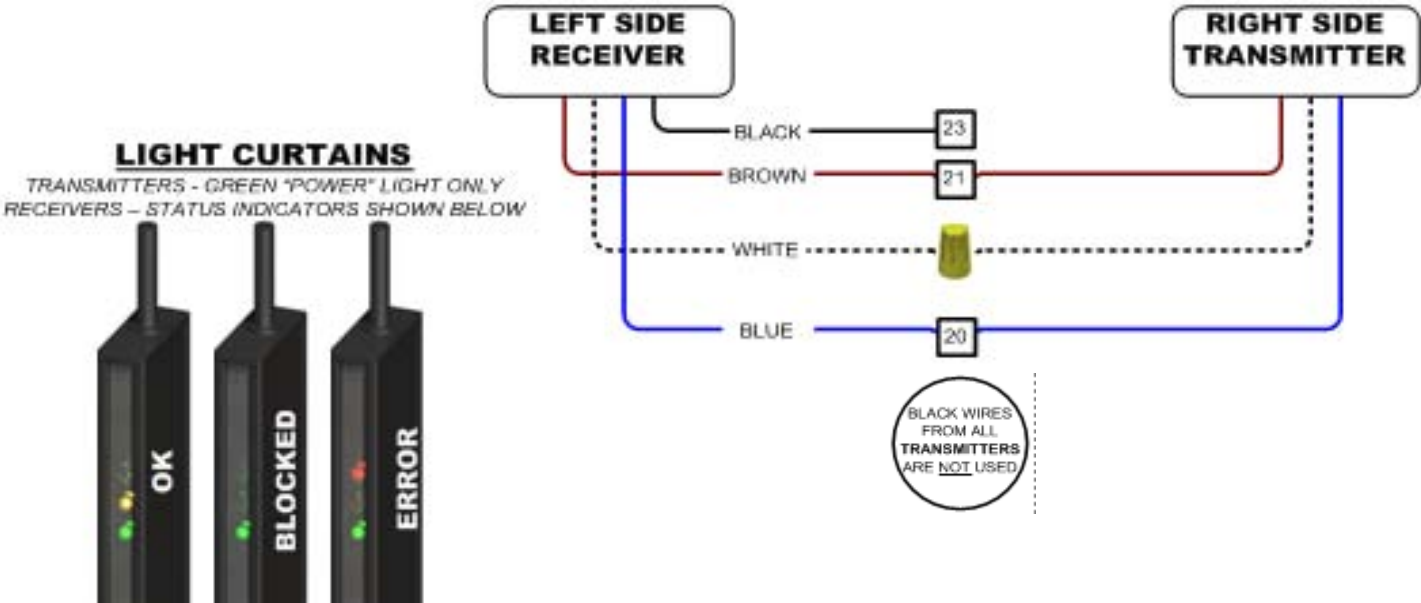 LEFT SIDE
RECEIVER
RIGHT SIDE
TRANSMITTER
BLACK
23
BROWN
21
WHITE
BLUE
20
BLACK WIRES
FROM ALL
TRANSMITTERS
ARE NOT USED
LIGHT CURTAINS
TRANSMITTERS - GREEN "POWER" LIGHT ONLY
RECEIVERS – STATUS INDICATORS SHOWN BELOW
OK
BLOCKED
ERROR